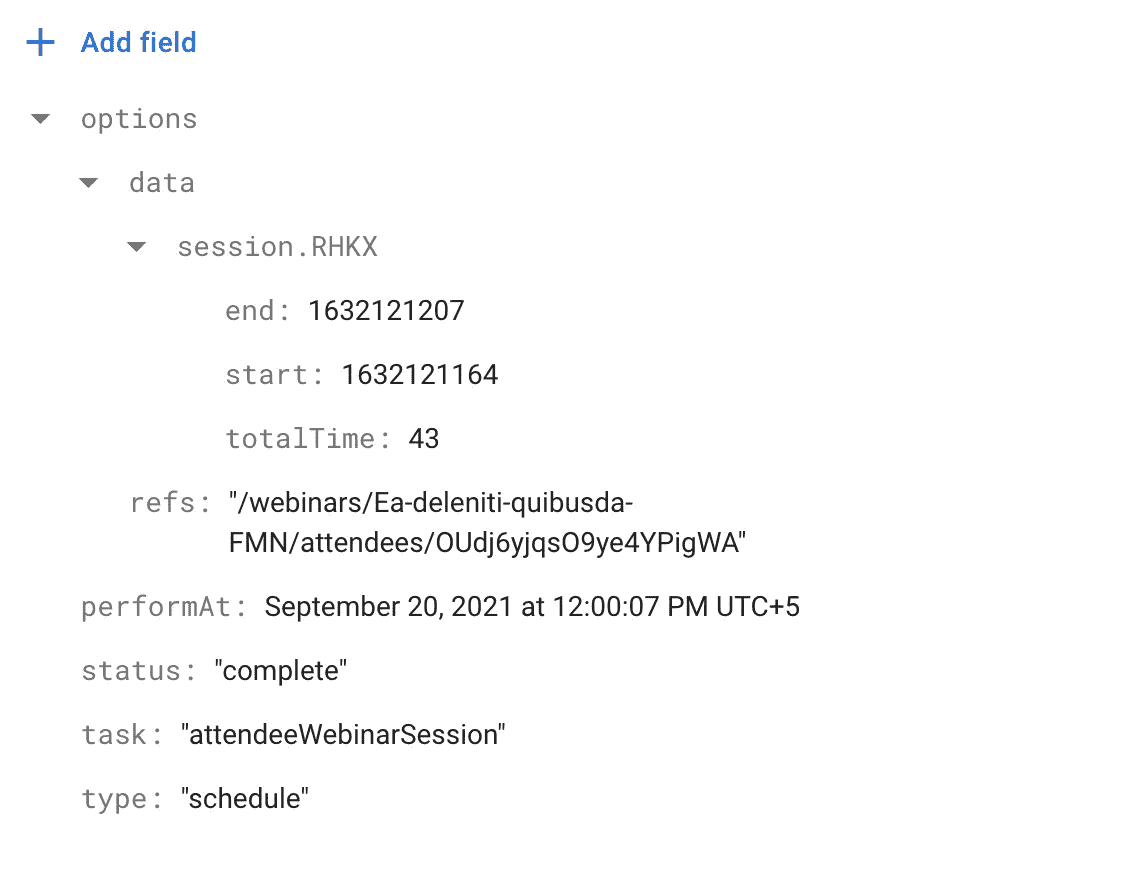 Add field
options
data
session.RHKX
end: 1632121207
start: 1632121164
totalTime: 43
refs: "/webinars/Ea-deleniti-quibusda-
FMN/attendees/OUdj6yjqsO9ye4YPigWA"
performAt: September 20, 2021 at 12:00:07 PM UTC+5
status: "complete"
task: "attendeeWebinarSession"
type: "schedule"